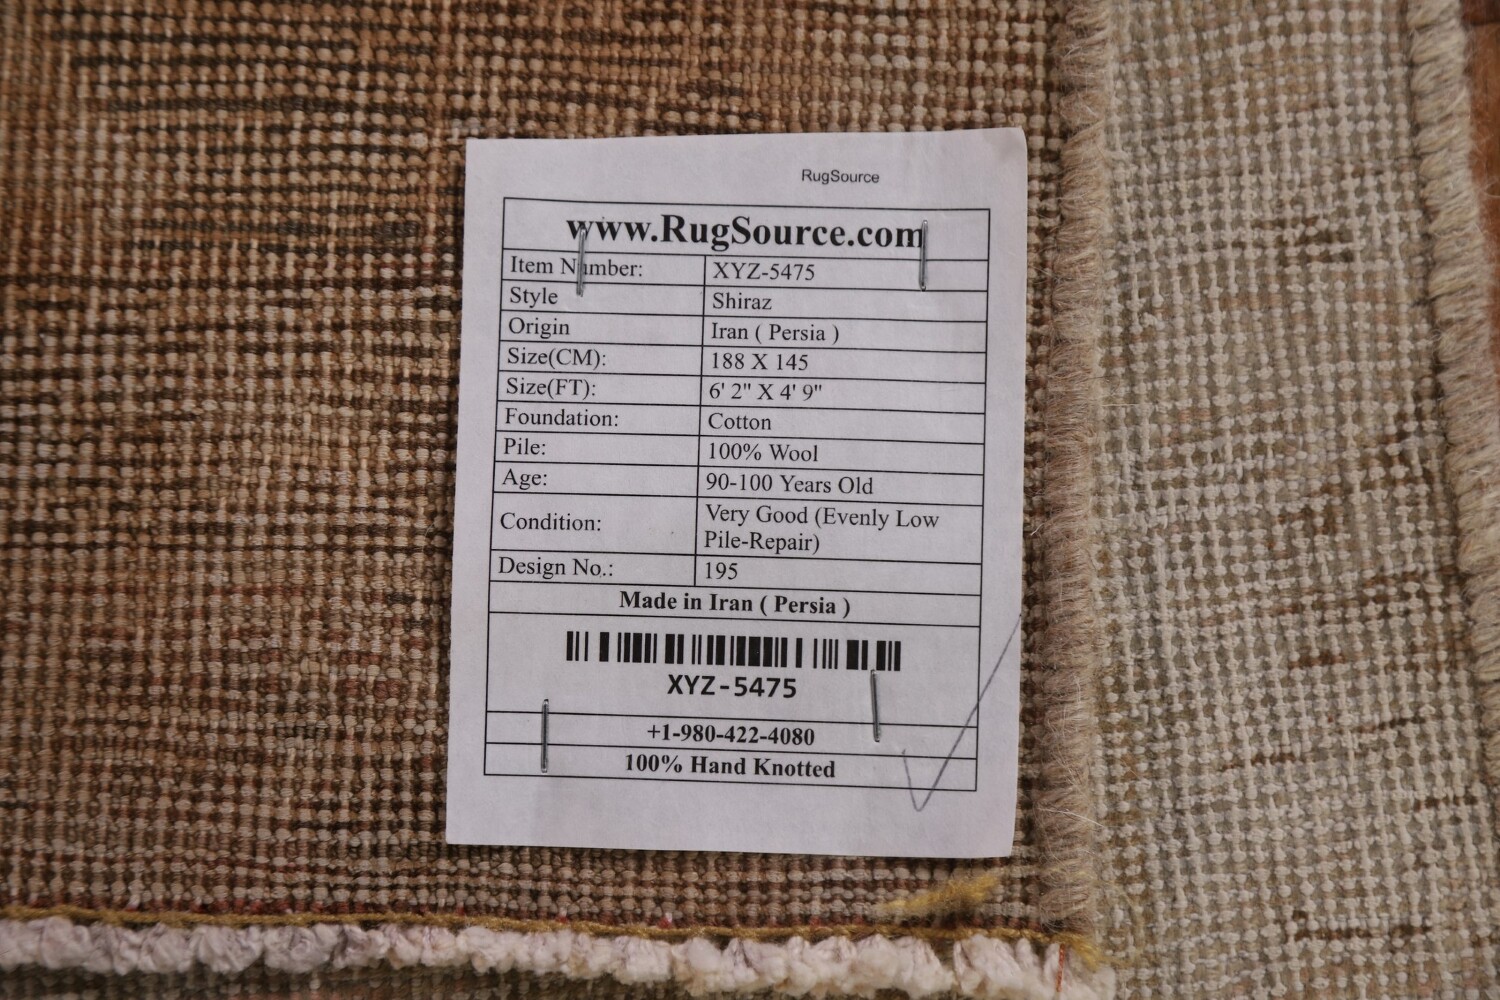 RugSource
www.RugSource.com
Item Number: XYZ-5475
Style Shiraz
Origin Iran ( Persia )
Size(CM): 188 X 145
Size(FT): 6' 2" X 4' 9"
Foundation: Cotton
Pile: 100% Wool
Age: 90-100 Years Old
Condition: Very Good (Evenly Low
Pile-Repair)
Design No.: 195
Made in Iran ( Persia )
XYZ-5475
+1-980-422-4080
100% Hand Knotted